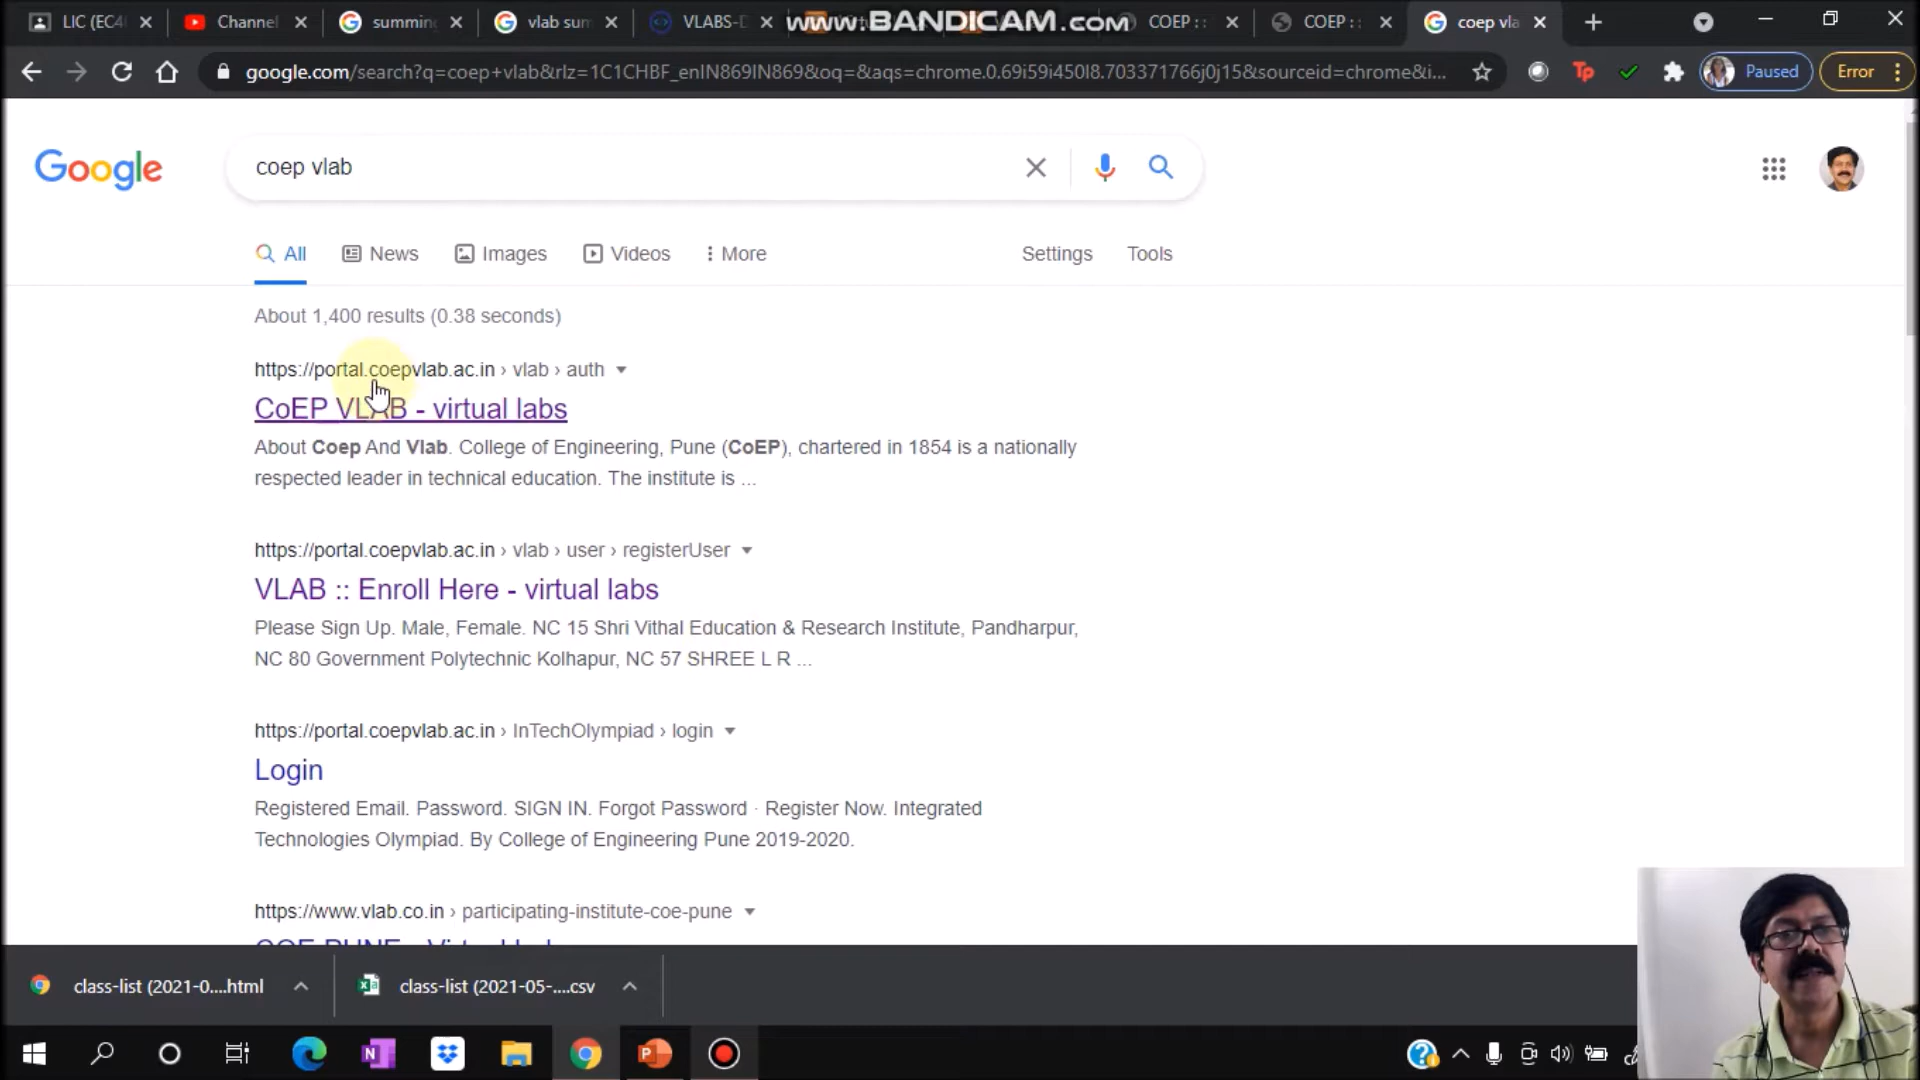 LIC (EC4
Channel
summing
vlab sum
VLABS-D
www.BANDICAM.com
COEP ::
COEP ::
coep vla
google.com/search?q=coep+vlab&rlz=1C1CHBF_enIN869IN869&oq=&aqs=chrome.0.69i59i450l8.703371766j0j15&sourceid=chrome&i...
Tp
Paused
Error
Google
coep vlab
All
News
Images
Videos
More
Settings
Tools
About 1,400 results (0.38 seconds)
https://portal.coepvlab.ac.in › vlab › auth
CoEP VLAB - virtual labs
About Coep And Vlab. College of Engineering, Pune (CoEP), chartered in 1854 is a nationally
respected leader in technical education. The institute is ...
https://portal.coepvlab.ac.in › vlab › user › registerUser
VLAB :: Enroll Here - virtual labs
Please Sign Up. Male, Female. NC 15 Shri Vithal Education & Research Institute, Pandharpur,
NC 80 Government Polytechnic Kolhapur, NC 57 SHREE L R ...
https://portal.coepvlab.ac.in › InTechOlympiad › login
Login
Registered Email. Password. SIGN IN. Forgot Password · Register Now. Integrated
Technologies Olympiad. By College of Engineering Pune 2019-2020.
https://www.vlab.co.in › participating-institute-coe-pune
COE PUNE - Virtual Labs
class-list (2021-0....html
class-list (2021-05-....csv